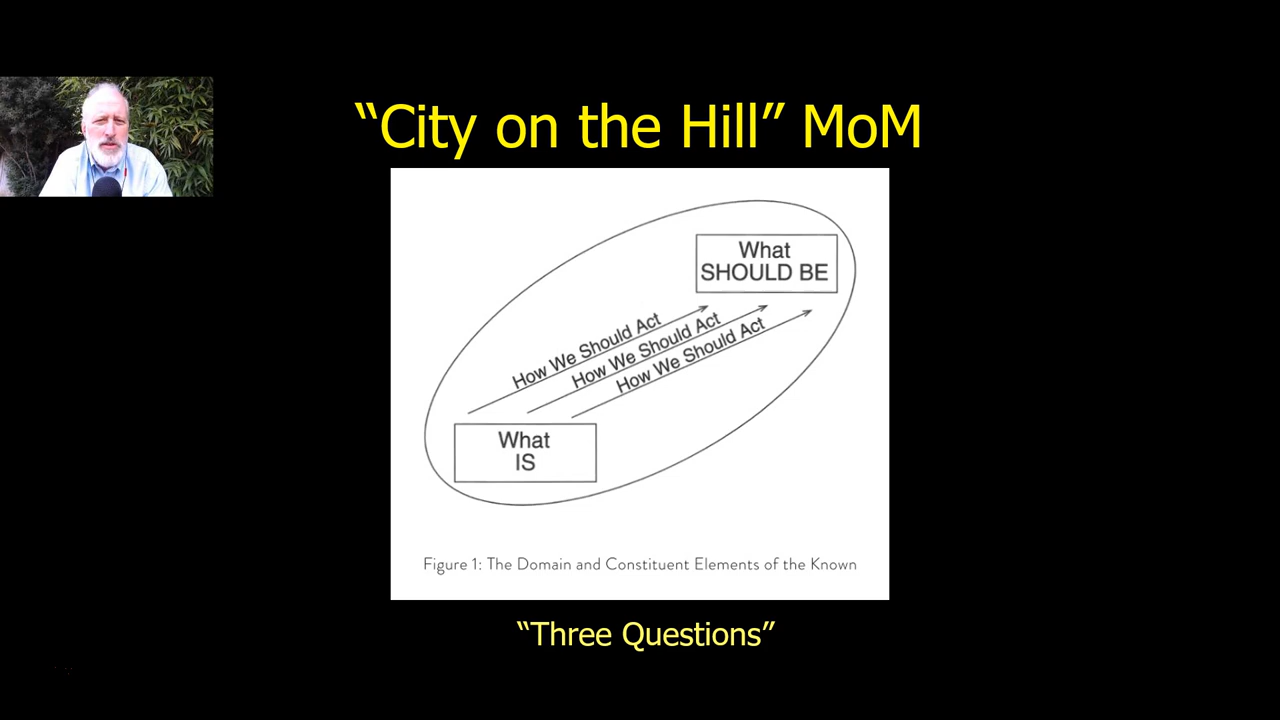 “City on the Hill” MoM
What
SHOULD BE
How We Should Act
How We Should Act
How We Should Act
What
IS
Figure 1: The Domain and Constituent Elements of the Known
“Three Questions”